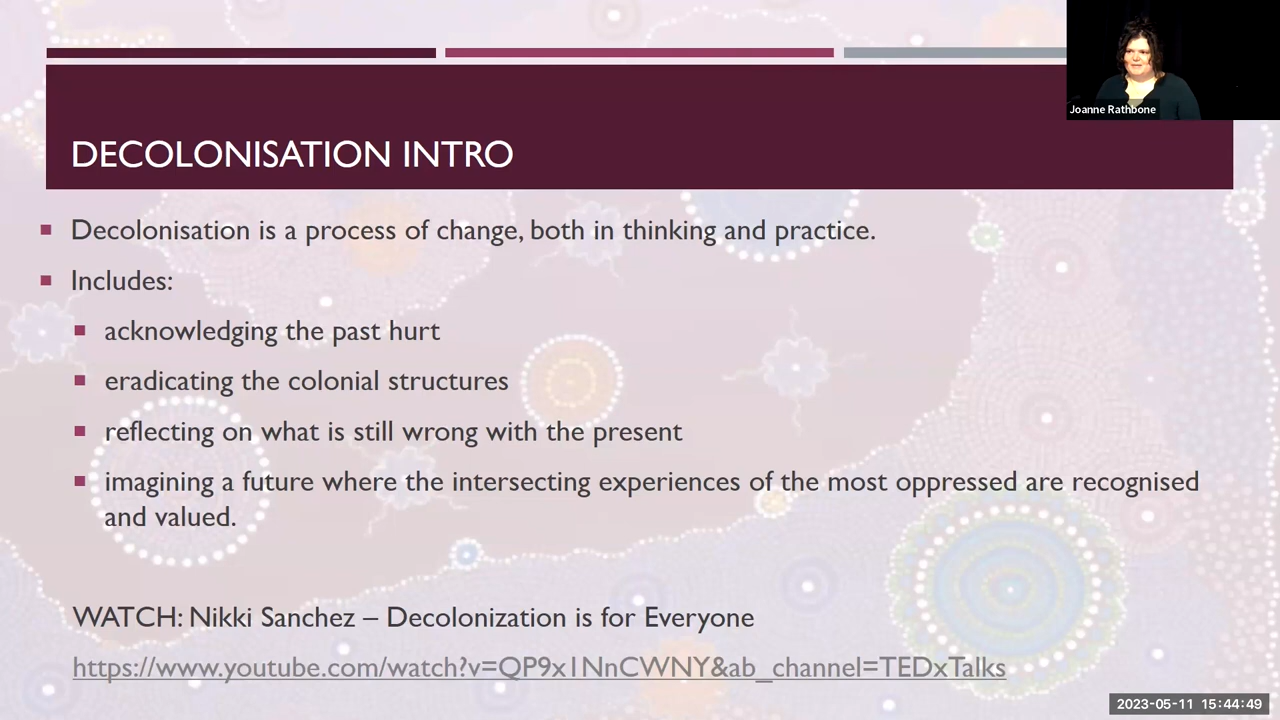 Joanne Rathbone
DECOLONISATION INTRO
Decolonisation is a process of change, both in thinking and practice.
Includes:
acknowledging the past hurt
eradicating the colonial structures
reflecting on what is still wrong with the present
imagining a future where the intersecting experiences of the most oppressed are recognised
and valued.
WATCH: Nikki Sanchez – Decolonization is for Everyone
https://www.youtube.com/watch?v=QP9x1NnCWNY&ab_channel=TEDxTalks
2023-05-11 15:44:49